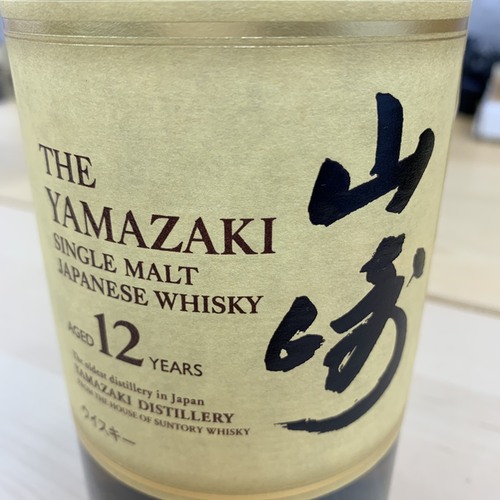 THE
YAMAZAKI
SINGLE MALT
JAPANESE WHISKY
AGED 12 YEARS
The oldest distillery in Japan
YAMAZAKI DISTILLERY
FROM THE HOUSE OF SUNTORY WHISKY
ウイスキー
山崎